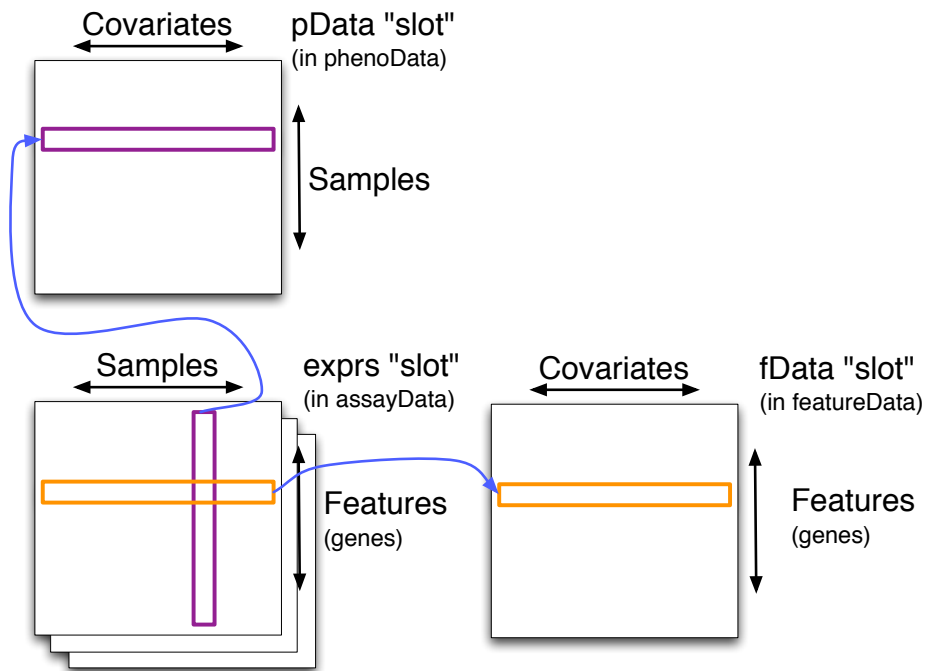 Covariates
pData "slot"
(in phenoData)
Samples
Samples
exprs "slot"
(in assayData)
Features
(genes)
Covariates
fData "slot"
(in featureData)
Features
(genes)